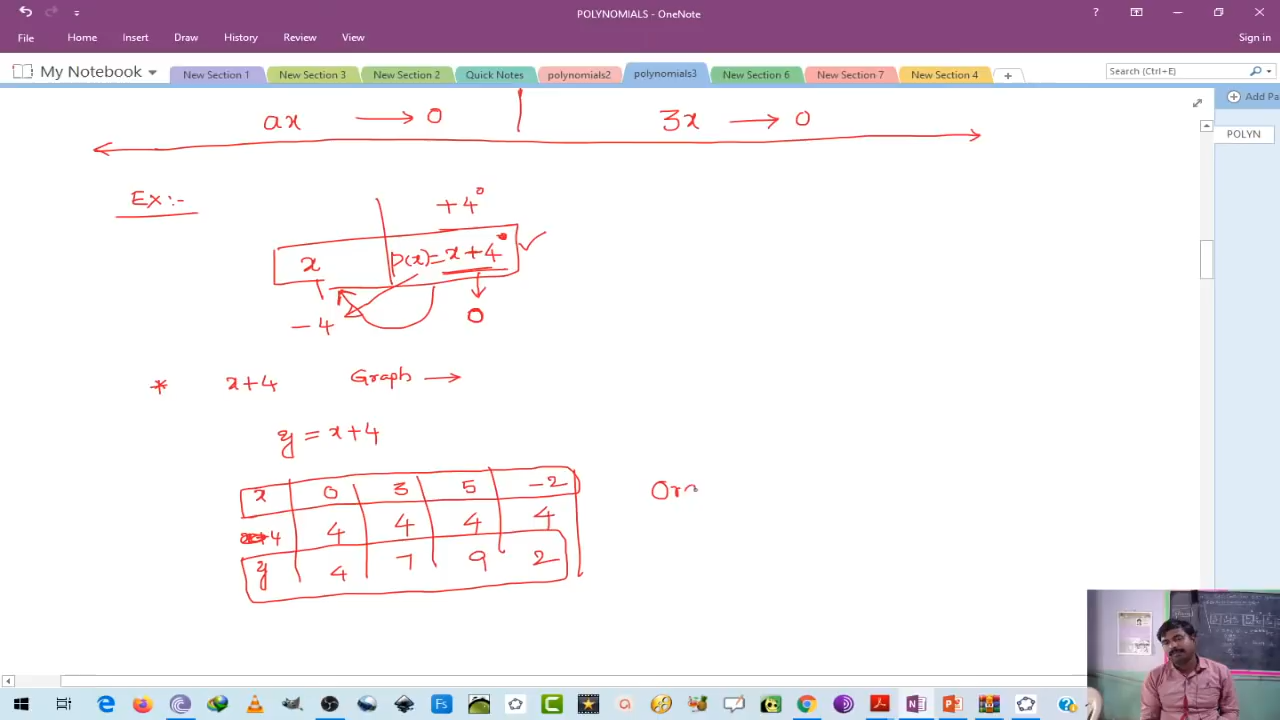 POLYNOMIALS - OneNote
File Home Insert Draw History Review View Sign in
My Notebook New Section 1 New Section 3 New Section 2 Quick Notes polynomials2 polynomials3 New Section 6 New Section 7 New Section 4 Search (Ctrl+E)
Add Pa
POLYN
ax → 0 3x → 0
Ex:-
+4°
x p(x)=x+4
-4 0
* x+4 Graph →
y = x+4
x 0 3 5 -2
+4 4 4 4 4
y 4 7 9 2
Or